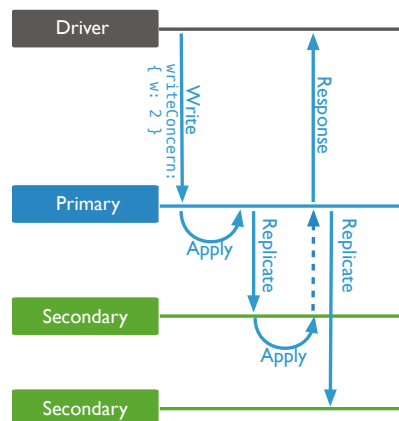 Driver
Write
writeConcern:
{ w: 2 }
Response
Primary
Apply
Replicate
Replicate
Secondary
Apply
Secondary